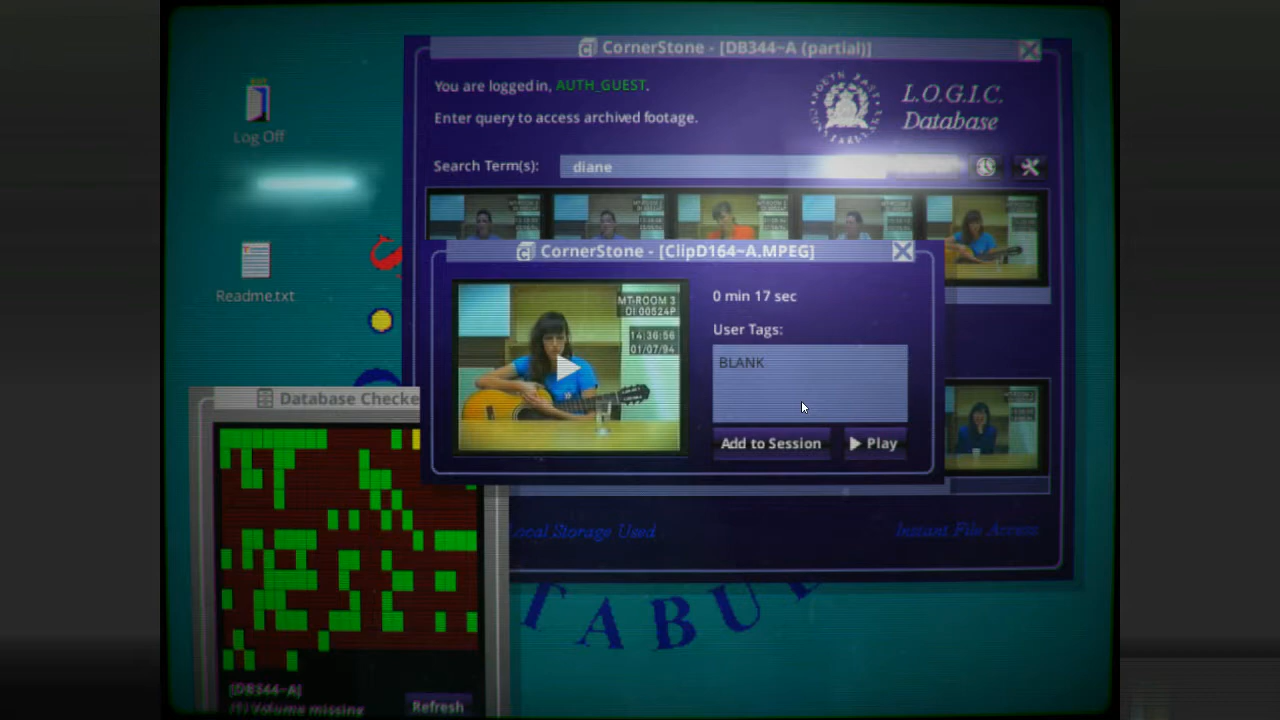 CornerStone - [DB344~A (partial)]
You are logged in, AUTH_GUEST.
Enter query to access archived footage.
L.O.G.I.C.
Database
Log Off
Search Term(s):
diane
CornerStone - [ClipD164~A.MPEG]
Readme.txt
MT-ROOM 3
14:36:56
01/07/94
0 min 17 sec
User Tags:
BLANK
Add to Session
Play
Database Checke
Local Storage Used
Instant File Access
TABUL
[DB344~A]
(1) Volume missing
Refresh